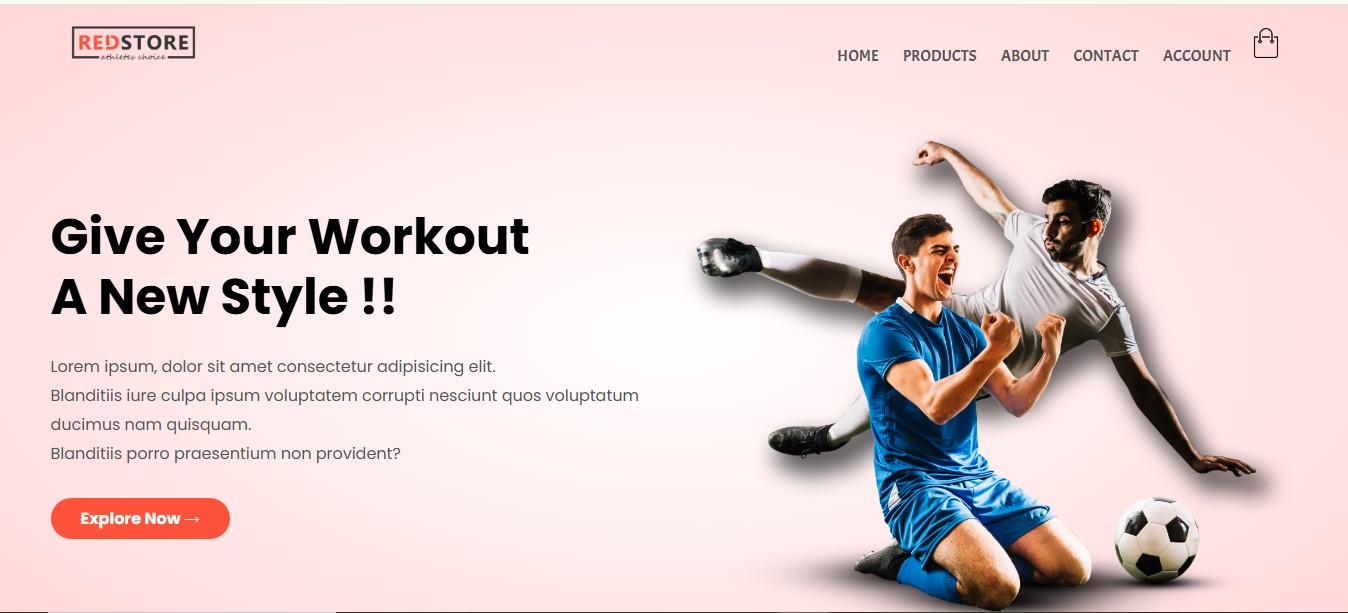 REDSTORE
athletes choice
HOME PRODUCTS ABOUT CONTACT ACCOUNT
Give Your Workout
A New Style !!
Lorem ipsum, dolor sit amet consectetur adipisicing elit.
Blanditiis iure culpa ipsum voluptatem corrupti nesciunt quos voluptatum
ducimus nam quisquam.
Blanditiis porro praesentium non provident?
Explore Now →